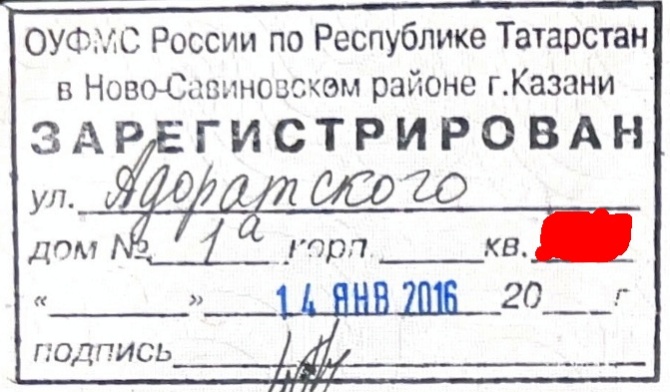 ОУФМС России по Республике Татарстан
в Ново-Савиновском районе г.Казани
ЗАРЕГИСТРИРОВАН
ул. Адоратского
дом № 1а корп. кв.
« » 14 ЯНВ 2016 20 г
подпись